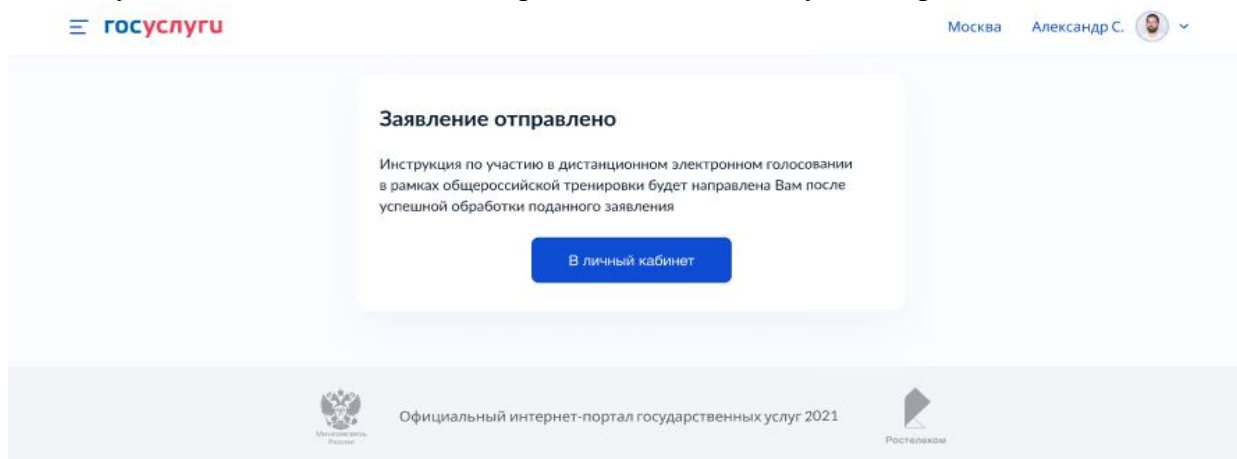 госуслуги
Москва
Александр С.
Заявление отправлено
Инструкция по участию в дистанционном электронном голосовании
в рамках общероссийской тренировки будет направлена Вам после
успешной обработки поданного заявления
В личный кабинет
Официальный интернет-портал государственных услуг 2021
России
Ростелеком